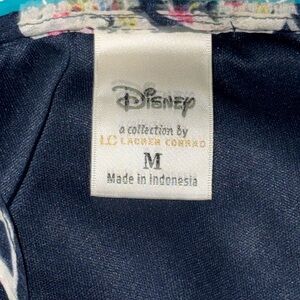 Disney
a collection by
LC LAUREN CONRAD
M
Made in Indonesia